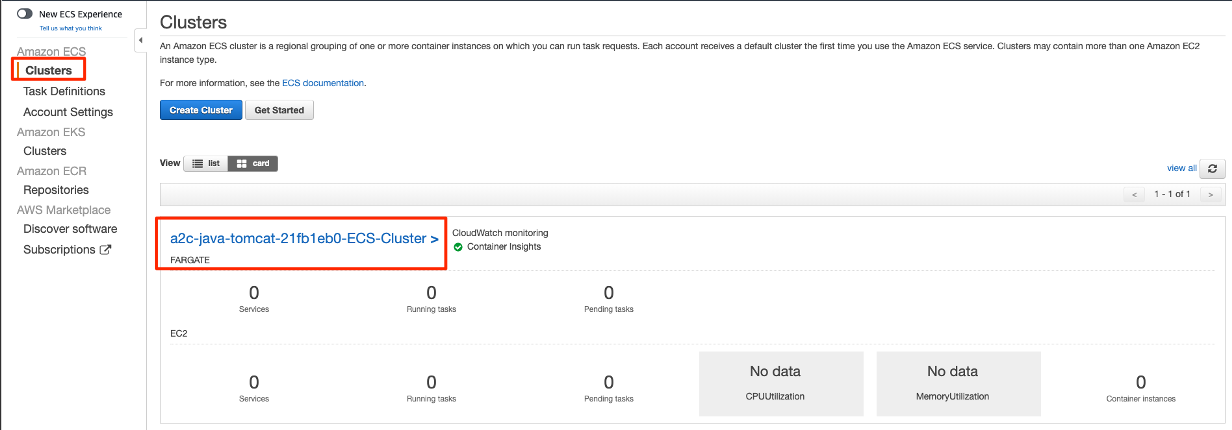 New ECS Experience
Tell us what you think
Amazon ECS
Clusters
Task Definitions
Account Settings
Amazon EKS
Clusters
Amazon ECR
Repositories
AWS Marketplace
Discover software
Subscriptions
Clusters
An Amazon ECS cluster is a regional grouping of one or more container instances on which you can run task requests. Each account receives a default cluster the first time you use the Amazon ECS service. Clusters may contain more than one Amazon EC2
instance type.
For more information, see the ECS documentation.
Create Cluster Get Started
View list card
view all
< 1 - 1 of 1 >
a2c-java-tomcat-21fb1eb0-ECS-Cluster >
CloudWatch monitoring
Container Insights
FARGATE
0 0 0
Services Running tasks Pending tasks
EC2
0 0 0 No data No data 0
Services Running tasks Pending tasks CPUUtilization MemoryUtilization Container instances